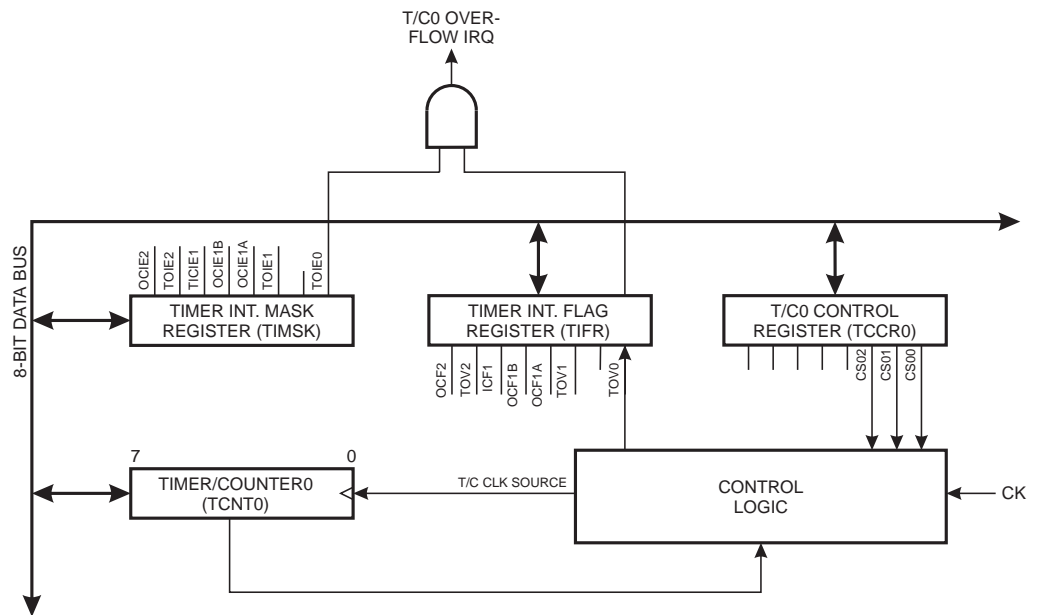 T/C0 OVER-
FLOW IRQ
8-BIT DATA BUS
OCIE2
TOIE2
TICIE1
OCIE1B
OCIE1A
TOIE1
TOIE0
TIMER INT. MASK
REGISTER (TIMSK)
TIMER INT. FLAG
REGISTER (TIFR)
T/C0 CONTROL
REGISTER (TCCR0)
OCF2
TOV2
ICF1
OCF1B
OCF1A
TOV1
TOV0
CS02
CS01
CS00
7
0
TIMER/COUNTER0
(TCNT0)
T/C CLK SOURCE
CONTROL
LOGIC
CK